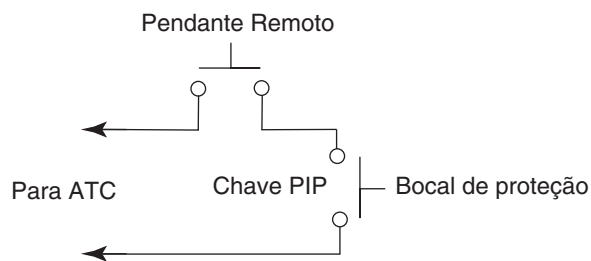 Pendante Remoto
Para ATC
Chave PIP
Bocal de proteção